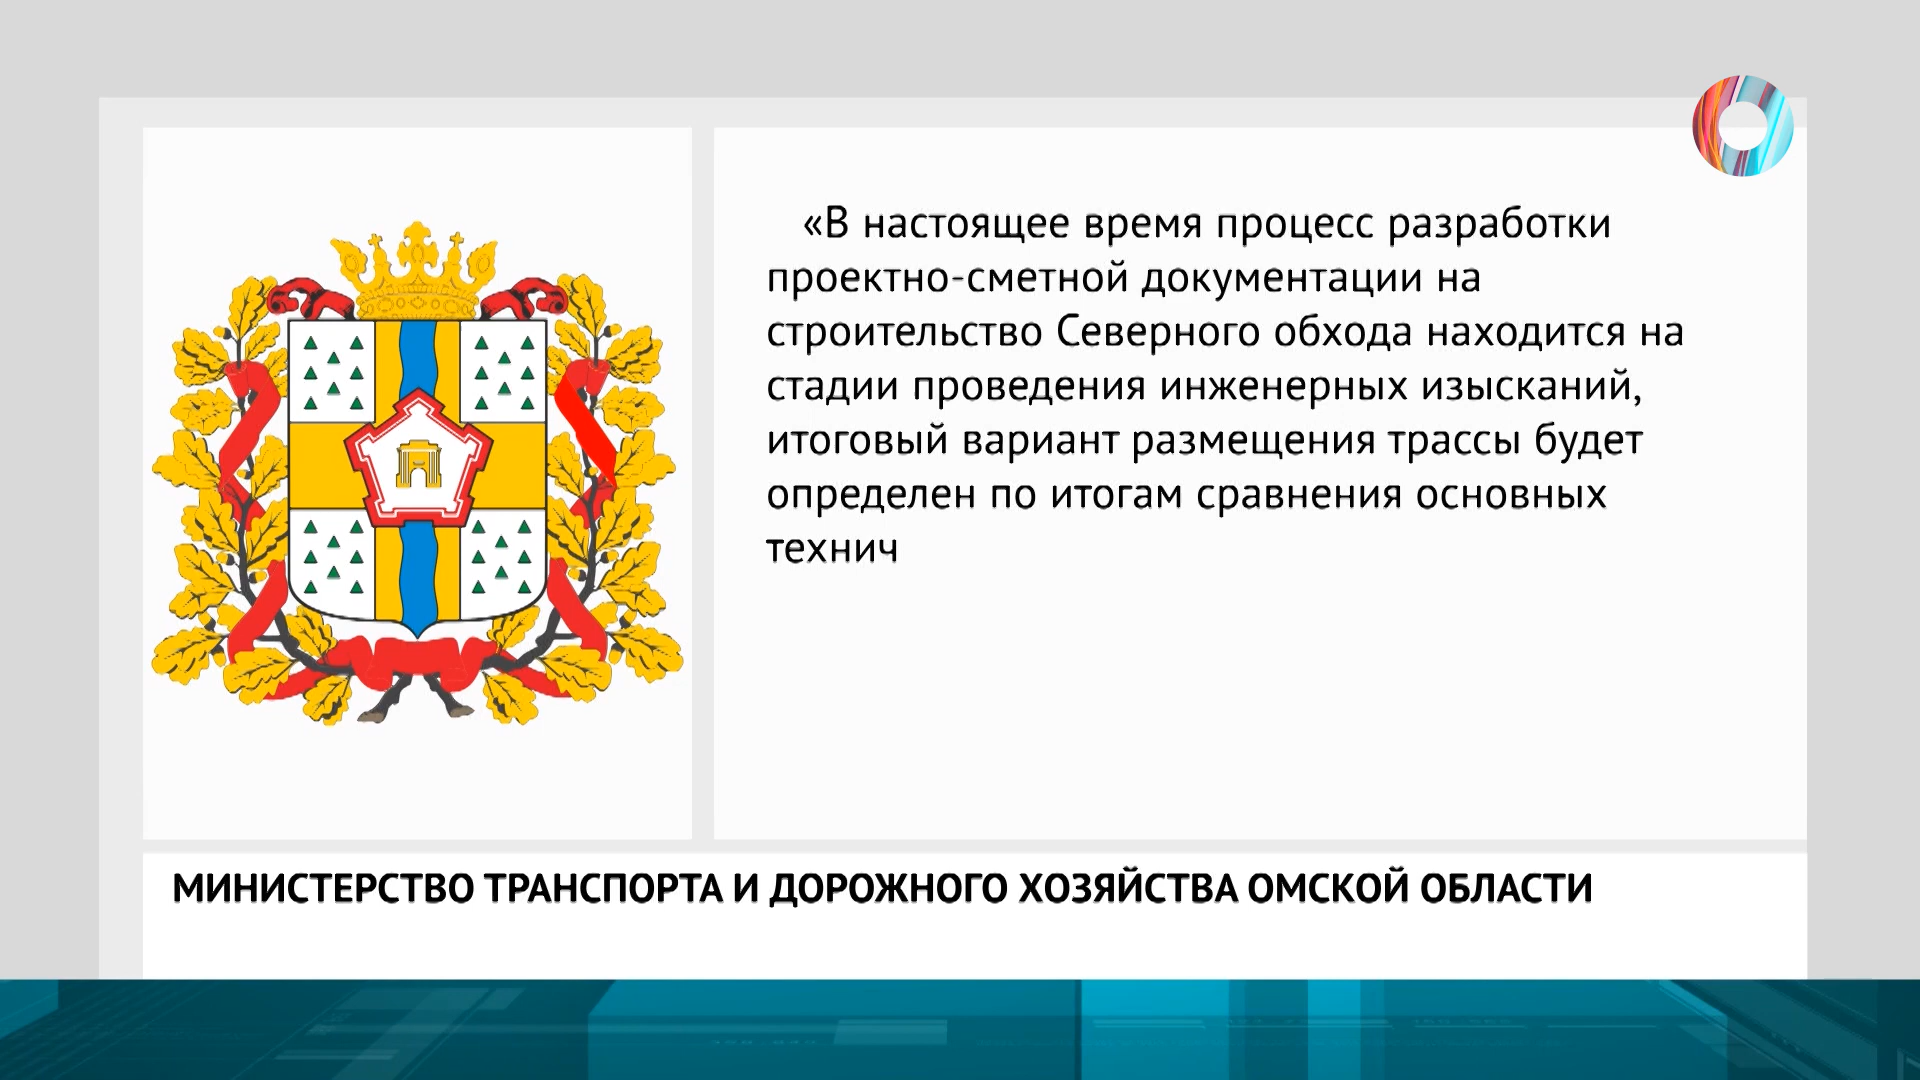 «В настоящее время процесс разработки
проектно-сметной документации на
строительство Северного обхода находится на
стадии проведения инженерных изысканий,
итоговый вариант размещения трассы будет
определен по итогам сравнения основных
технич
МИНИСТЕРСТВО ТРАНСПОРТА И ДОРОЖНОГО ХОЗЯЙСТВА ОМСКОЙ ОБЛАСТИ